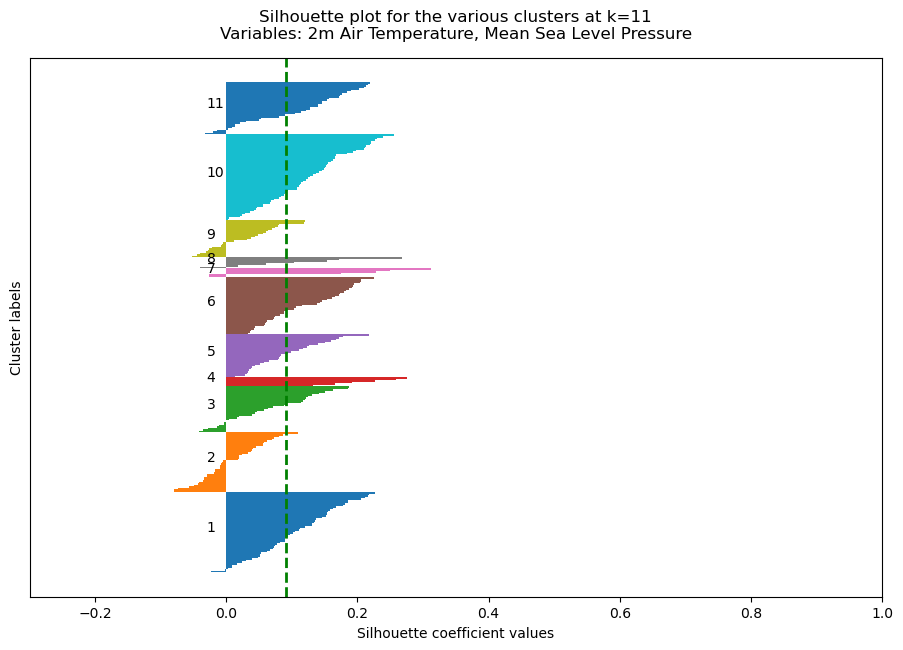 Silhouette plot for the various clusters at k=11
Variables: 2m Air Temperature, Mean Sea Level Pressure
11
10
9
8
7
6
5
4
3
2
1
Cluster labels
−0.2 0.0 0.2 0.4 0.6 0.8 1.0
Silhouette coefficient values